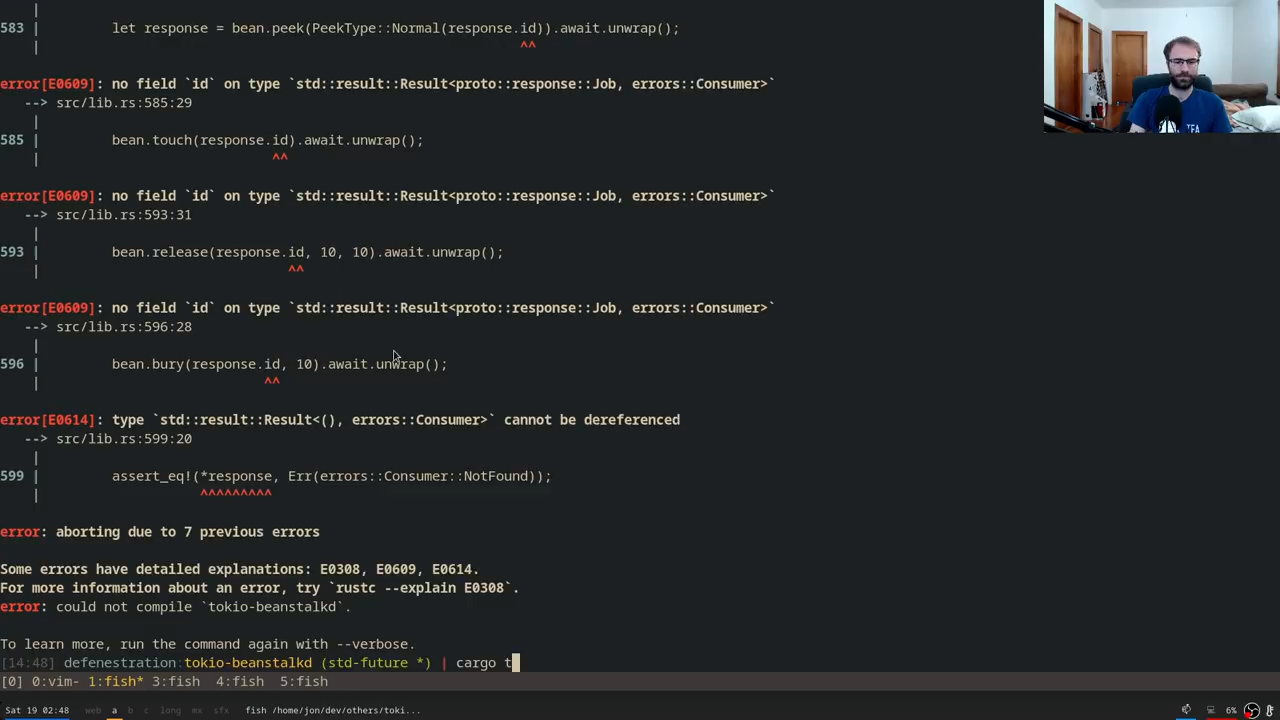 |
583 |         let response = bean.peek(PeekType::Normal(response.id)).await.unwrap();
|                                                            ^^
error[E0609]: no field `id` on type `std::result::Result<proto::response::Job, errors::Consumer>`
--> src/lib.rs:585:29
|
585 |         bean.touch(response.id).await.unwrap();
|                             ^^
error[E0609]: no field `id` on type `std::result::Result<proto::response::Job, errors::Consumer>`
--> src/lib.rs:593:31
|
593 |         bean.release(response.id, 10, 10).await.unwrap();
|                               ^^
error[E0609]: no field `id` on type `std::result::Result<proto::response::Job, errors::Consumer>`
--> src/lib.rs:596:28
|
596 |         bean.bury(response.id, 10).await.unwrap();
|                            ^^
error[E0614]: type `std::result::Result<(), errors::Consumer>` cannot be dereferenced
--> src/lib.rs:599:20
|
599 |         assert_eq!(*response, Err(errors::Consumer::NotFound));
|                    ^^^^^^^^^
error: aborting due to 7 previous errors
Some errors have detailed explanations: E0308, E0609, E0614.
For more information about an error, try `rustc --explain E0308`.
error: could not compile `tokio-beanstalkd`.
To learn more, run the command again with --verbose.
[14:48] defenestration:tokio-beanstalkd (std-future *) | cargo t
[0] 0:vim- 1:fish* 3:fish  4:fish  5:fish
Sat 19 02:48 web a b c long mx sfx fish /home/jon/dev/others/toki... 6%
TEA